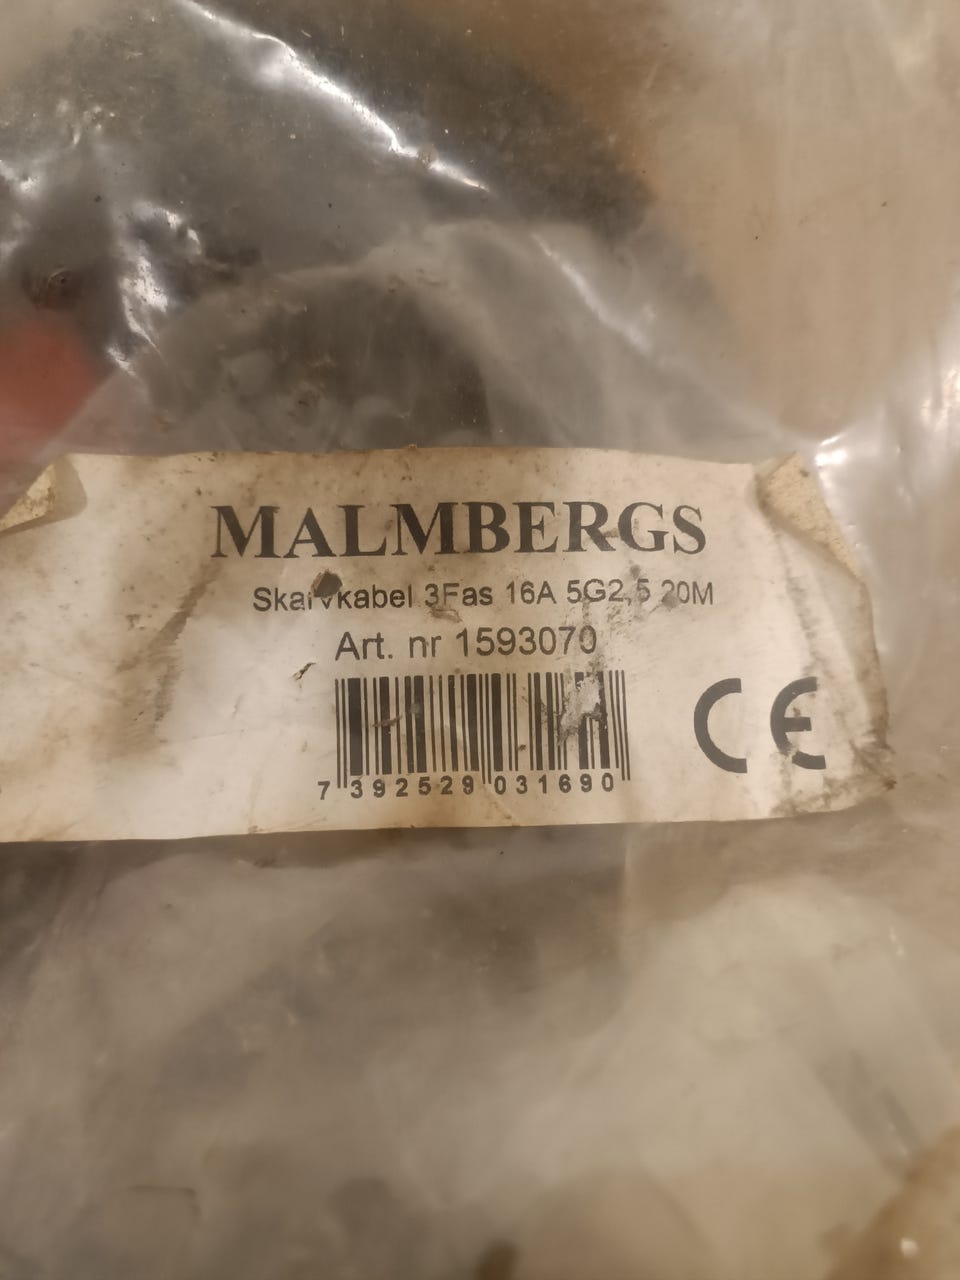 MALMBERGS
Skarvkabel 3Fas 16A 5G2,5 20M
Art. nr 1593070
CE
7 392529 031690